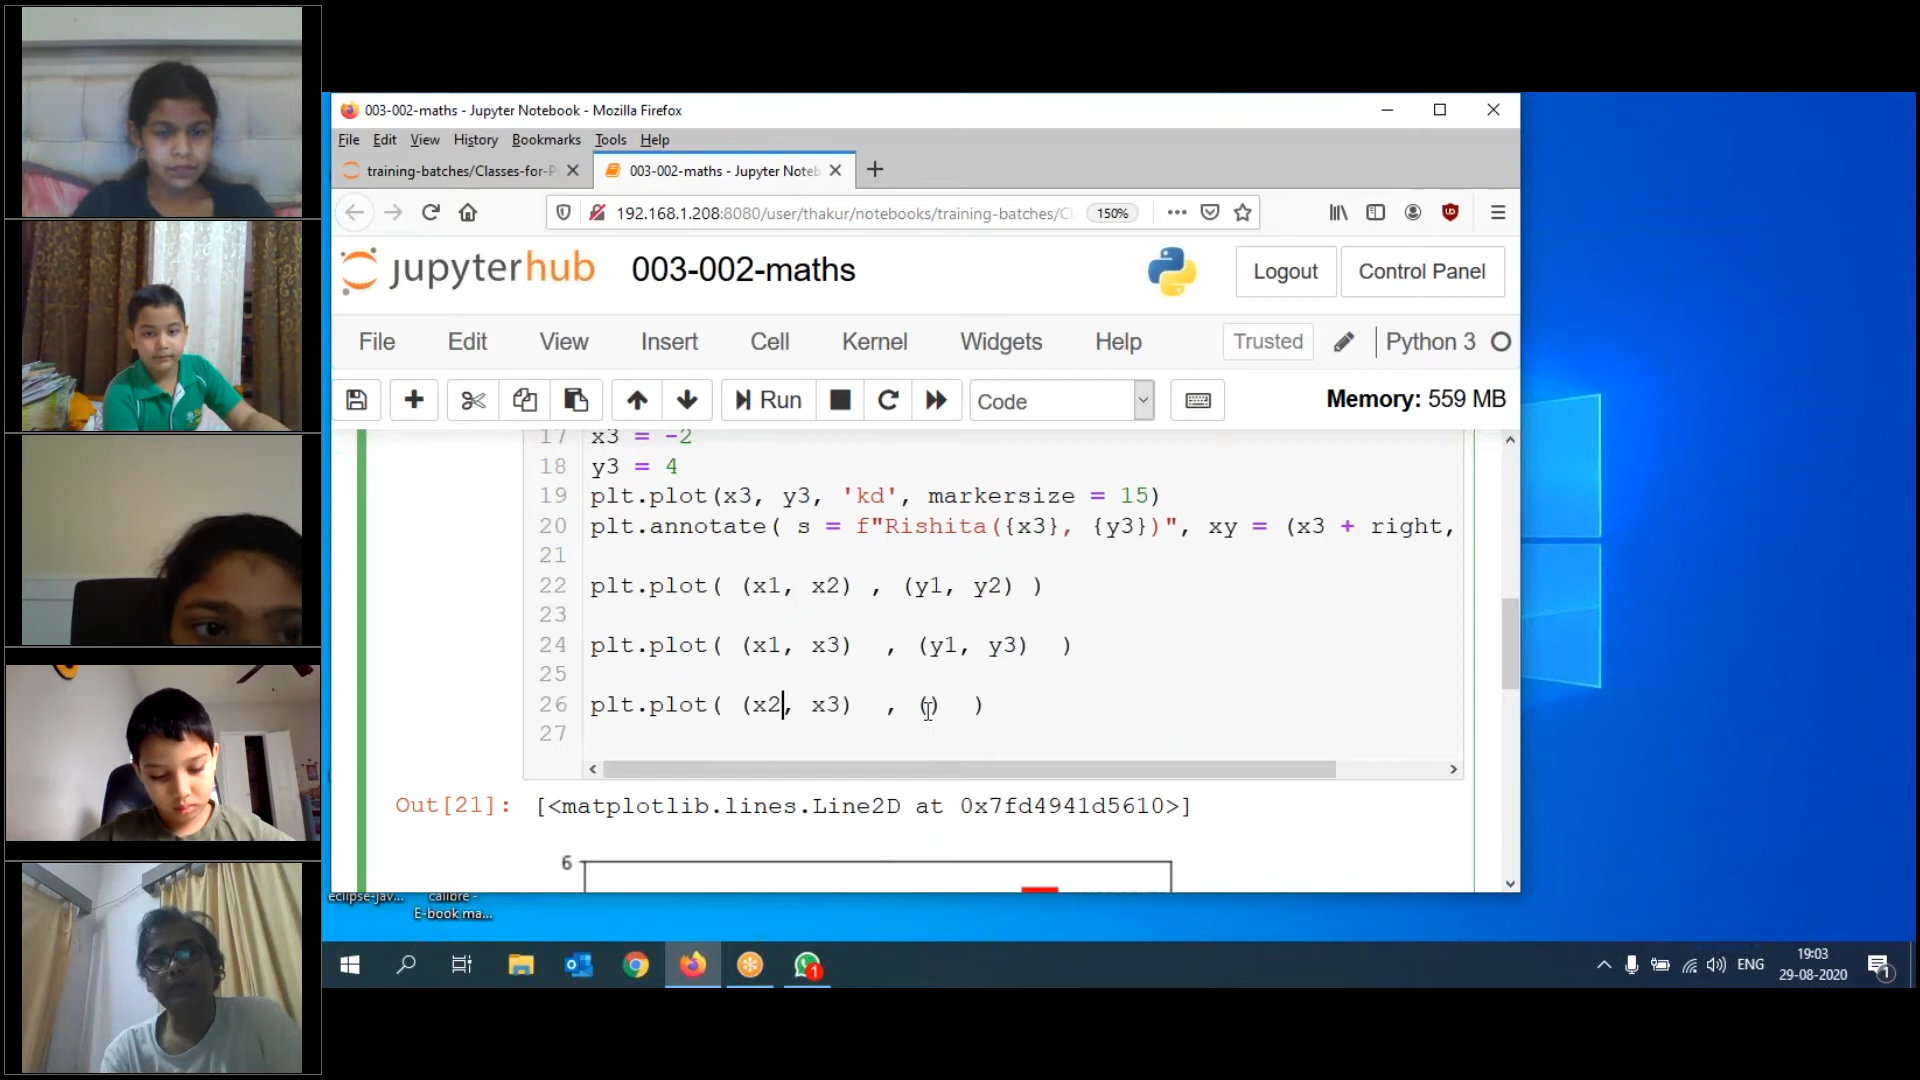 003-002-maths - Jupyter Notebook - Mozilla Firefox
File Edit View History Bookmarks Tools Help
training-batches/Classes-for-P
003-002-maths - Jupyter Noteb
192.168.1.208:8080/user/thakur/notebooks/training-batches/C
150%
jupyterhub 003-002-maths
Logout Control Panel
File Edit View Insert Cell Kernel Widgets Help
Trusted Python 3
Run Code Memory: 559 MB
17 x3 = -2
18 y3 = 4
19 plt.plot(x3, y3, 'kd', markersize = 15)
20 plt.annotate( s = f"Rishita({x3}, {y3})", xy = (x3 + right,
21
22 plt.plot( (x1, x2) , (y1, y2) )
23
24 plt.plot( (x1, x3) , (y1, y3) )
25
26 plt.plot( (x2, x3) , () )
27
Out[21]: [<matplotlib.lines.Line2D at 0x7fd4941d5610>]
6
eclipse-jav... calibre -
E-book ma...
1
ENG
19:03
29-08-2020
1